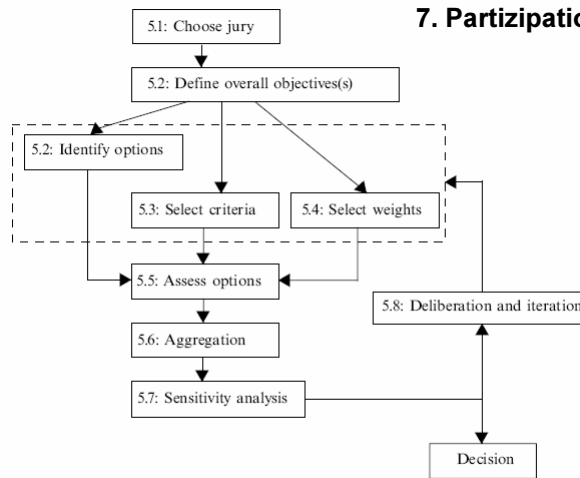 7. Partizipatio
5.1: Choose jury
5.2: Define overall objectives(s)
5.2: Identify options
5.3: Select criteria
5.4: Select weights
5.5: Assess options
5.8: Deliberation and iteration
5.6: Aggregation
5.7: Sensitivity analysis
Decision